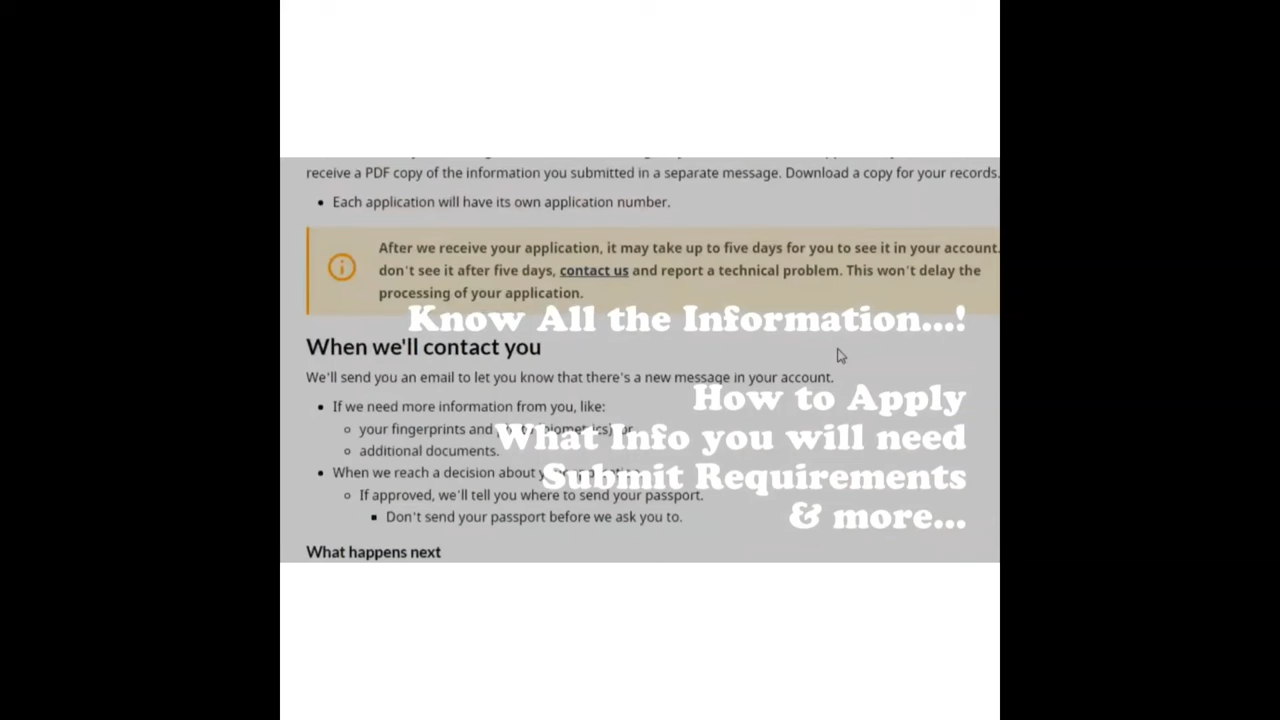 receive a PDF copy of the information you submitted in a separate message. Download a copy for your records.
• Each application will have its own application number.
After we receive your application, it may take up to five days for you to see it in your account.
don't see it after five days, contact us and report a technical problem. This won't delay the
processing of your application.
Know All the Information...!
When we'll contact you
We'll send you an email to let you know that there's a new message in your account.
How to Apply
• If we need more information from you, like:
your fingerprints and
What Info you will need
additional documents.
• When we reach a decision about
Submit Requirements
If approved, we'll tell you where to send your passport.
Don't send your passport before we ask you to.
& more...
What happens next